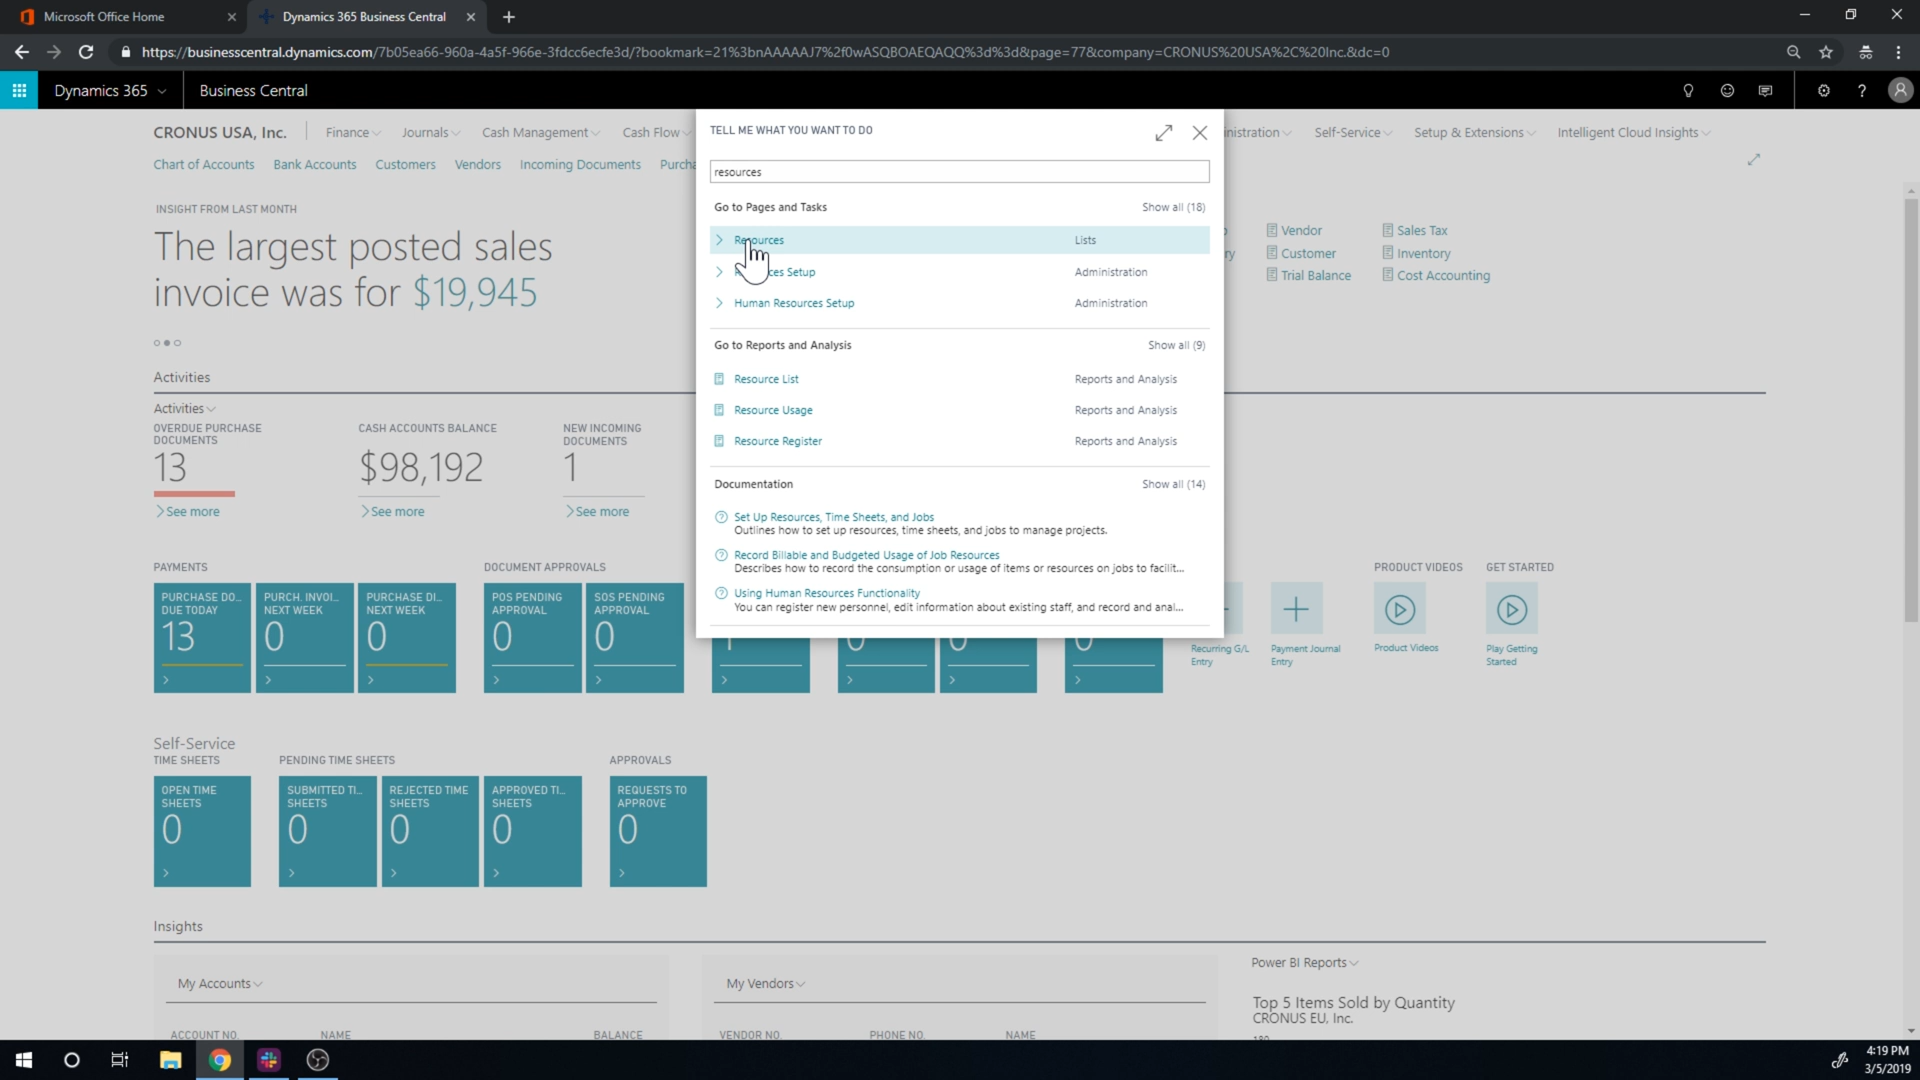 Microsoft Office Home
Dynamics 365 Business Central
https://businesscentral.dynamics.com/7b05ea66-960a-4a5f-966e-3fdcc6ecfe3d/?bookmark=21%3bnAAAAAJ7%2f0wASQBOAEQAQQ%3d%3d&page=77&company=CRONUS%20USA%2C%20Inc.&dc=0
Dynamics 365
Business Central
CRONUS USA, Inc.
Finance
Journals
Cash Management
Cash Flow
Self-Service
Setup & Extensions
Intelligent Cloud Insights
Chart of Accounts
Bank Accounts
Customers
Vendors
Incoming Documents
TELL ME WHAT YOU WANT TO DO
resources
Go to Pages and Tasks
Show all (18)
Resources
Lists
Administration
Human Resources Setup
Administration
Go to Reports and Analysis
Show all (9)
Resource List
Reports and Analysis
Resource Usage
Reports and Analysis
Resource Register
Reports and Analysis
Documentation
Show all (14)
Set Up Resources, Time Sheets, and Jobs
Outlines how to set up resources, time sheets, and jobs to manage projects.
Record Billable and Budgeted Usage of Job Resources
Describes how to record the consumption or usage of items or resources on jobs to facilit...
Using Human Resources Functionality
You can register new personnel, edit information about existing staff, and record and anal...
INSIGHT FROM LAST MONTH
The largest posted sales
invoice was for $19,945
Vendor
Customer
Trial Balance
Sales Tax
Inventory
Cost Accounting
Activities
Activities
OVERDUE PURCHASE
DOCUMENTS
13
See more
CASH ACCOUNTS BALANCE
$98,192
See more
NEW INCOMING
DOCUMENTS
1
See more
PAYMENTS
PURCHASE DO...
DUE TODAY
13
PURCH. INVOI...
NEXT WEEK
0
PURCHASE DI...
NEXT WEEK
0
DOCUMENT APPROVALS
POS PENDING
APPROVAL
0
SOS PENDING
APPROVAL
0
Recurring G/L
Entry
Payment Journal
Entry
PRODUCT VIDEOS
Product Videos
GET STARTED
Play Getting
Started
Self-Service
TIME SHEETS
OPEN TIME
SHEETS
0
PENDING TIME SHEETS
SUBMITTED TI...
SHEETS
0
REJECTED TIME
SHEETS
0
APPROVED TI...
SHEETS
0
APPROVALS
REQUESTS TO
APPROVE
0
Insights
My Accounts
ACCOUNT NO.
NAME
BALANCE
My Vendors
VENDOR NO.
PHONE NO.
NAME
Power BI Reports
Top 5 Items Sold by Quantity
CRONUS EU, Inc.
4:19 PM
3/5/2019